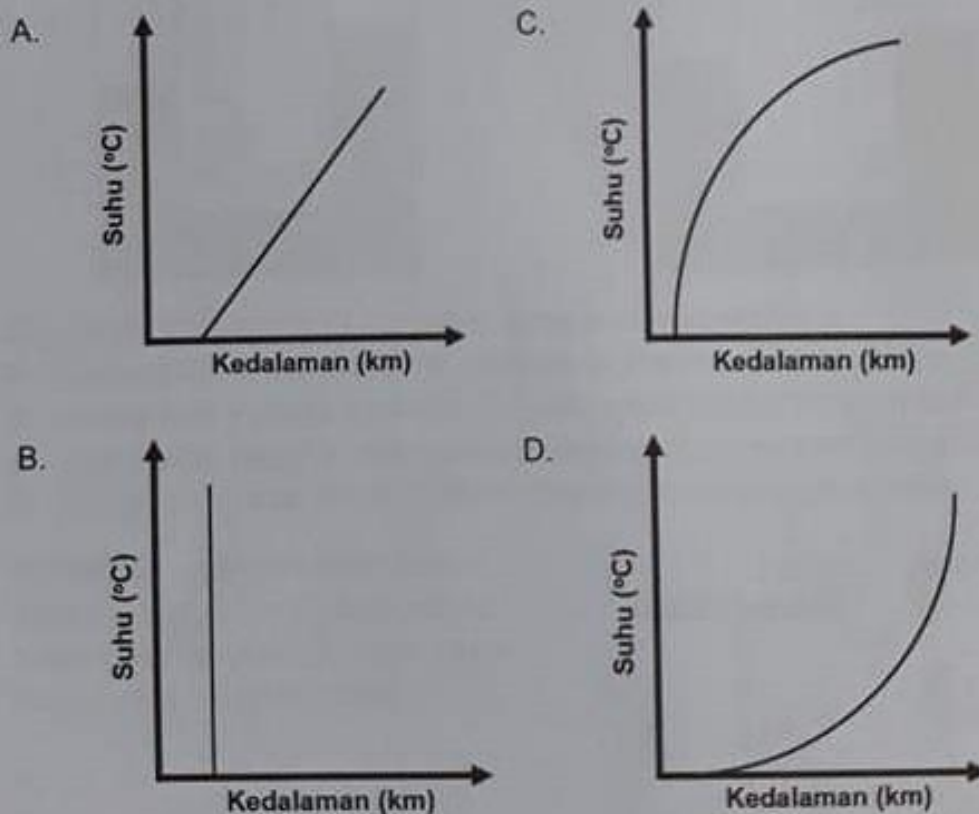 A.
Suhu (°C)
Kedalaman (km)
C.
Suhu (°C)
Kedalaman (km)
B.
Suhu (°C)
Kedalaman (km)
D.
Suhu (°C)
Kedalaman (km)